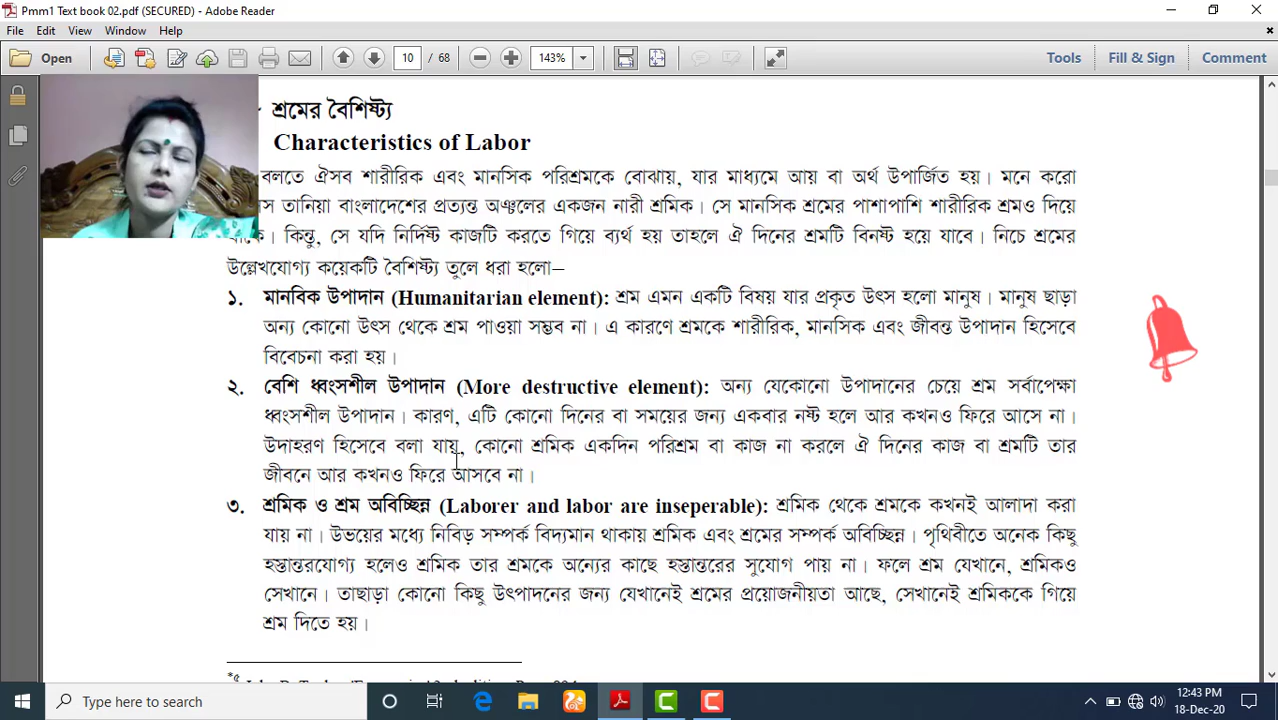 Pmm1 Text book 02.pdf (SECURED) - Adobe Reader
File Edit View Window Help
Open 10 / 68 143% Tools Fill & Sign Comment
শ্রমের বৈশিষ্ট্য
Characteristics of Labor
বলতে ঐসব শারীরিক এবং মানসিক পরিশ্রমকে বোঝায়, যার মাধ্যমে আয় বা অর্থ উপার্জিত হয়। মনে করো
তানিয়া বাংলাদেশের প্রত্যন্ত অঞ্চলের একজন নারী শ্রমিক। সে মানসিক শ্রমের পাশাপাশি শারীরিক শ্রমও দিয়ে
থাকে। কিন্তু, সে যদি নির্দিষ্ট কাজটি করতে গিয়ে ব্যর্থ হয় তাহলে ঐ দিনের শ্রমটি বিনষ্ট হয়ে যাবে। নিচে শ্রমের
উল্লেখযোগ্য কয়েকটি বৈশিষ্ট্য তুলে ধরা হলো–
১. মানবিক উপাদান (Humanitarian element): শ্রম এমন একটি বিষয় যার প্রকৃত উৎস হলো মানুষ। মানুষ ছাড়া
অন্য কোনো উৎস থেকে শ্রম পাওয়া সম্ভব না। এ কারণে শ্রমকে শারীরিক, মানসিক এবং জীবন্ত উপাদান হিসেবে
বিবেচনা করা হয়।
২. বেশি ধ্বংসশীল উপাদান (More destructive element): অন্য যেকোনো উপাদানের চেয়ে শ্রম সর্বাপেক্ষা
ধ্বংসশীল উপাদান। কারণ, এটি কোনো দিনের বা সময়ের জন্য একবার নষ্ট হলে আর কখনও ফিরে আসে না।
উদাহরণ হিসেবে বলা যায়, কোনো শ্রমিক একদিন পরিশ্রম বা কাজ না করলে ঐ দিনের কাজ বা শ্রমটি তার
জীবনে আর কখনও ফিরে আসবে না।
৩. শ্রমিক ও শ্রম অবিচ্ছিন্ন (Laborer and labor are inseperable): শ্রমিক থেকে শ্রমকে কখনই আলাদা করা
যায় না। উভয়ের মধ্যে নিবিড় সম্পর্ক বিদ্যমান থাকায় শ্রমিক এবং শ্রমের সম্পর্ক অবিচ্ছিন্ন। পৃথিবীতে অনেক কিছু
হস্তান্তরযোগ্য হলেও শ্রমিক তার শ্রমকে অন্যের কাছে হস্তান্তরের সুযোগ পায় না। ফলে শ্রম যেখানে, শ্রমিকও
সেখানে। তাছাড়া কোনো কিছু উৎপাদনের জন্য যেখানেই শ্রমের প্রয়োজনীয়তা আছে, সেখানেই শ্রমিককে গিয়ে
শ্রম দিতে হয়।
*৫
Type here to search
12:43 PM
18-Dec-20